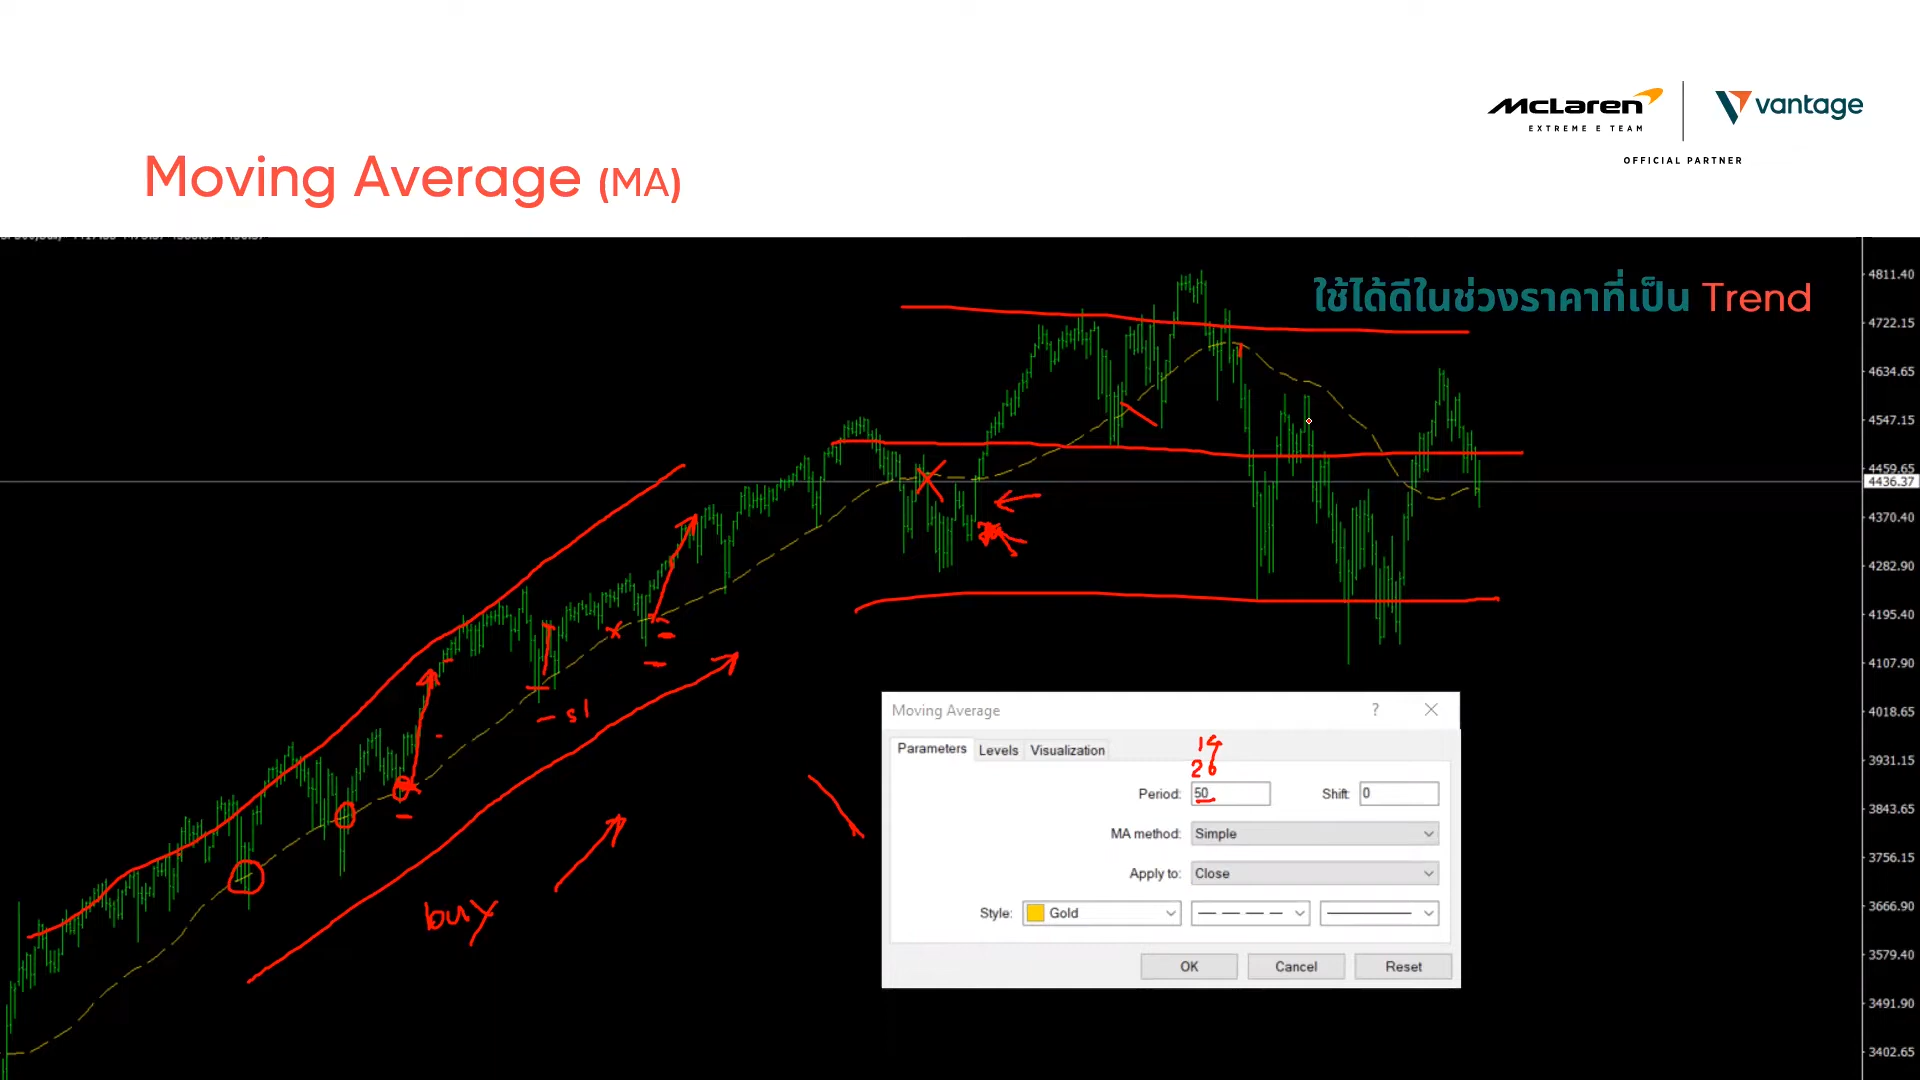 McLaren
EXTREME E TEAM
vantage
OFFICIAL PARTNER
Moving Average (MA)
ใช้ได้ดีในช่วงราคาที่เป็น Trend
4811.40
4722.15
4634.65
4547.15
4459.65
4436.37
4370.40
4282.90
4195.40
4107.90
4018.65
3931.15
3843.65
3756.15
3666.90
3579.40
3491.90
3402.65
sl
buy
Moving Average
?
Parameters Levels Visualization
14
26
Period: 50 Shift: 0
MA method: Simple
Apply to: Close
Style: Gold
OK Cancel Reset